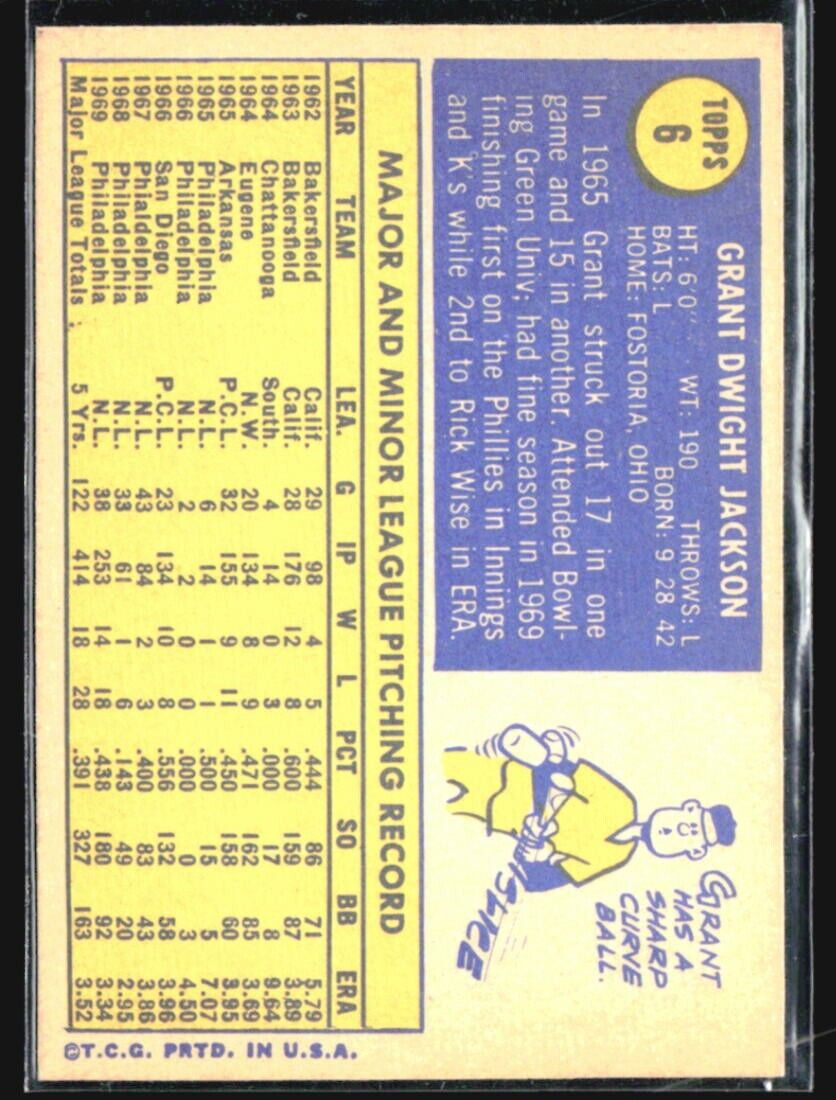 TOPPS
6
GRANT DWIGHT JACKSON
HT: 6'0" WT: 190 THROWS: L
BATS: L BORN: 9 28 42
HOME: FOSTORIA, OHIO
In 1965 Grant struck out 17 in one
game and 15 in another. Attended Bowl-
ing Green Univ; had fine season in 1969
finishing first on the Phillies in Innings
and K's while 2nd to Rick Wise in ERA.
GRANT
HAS A
SHARP
CURVE
BALL.
SLICE
MAJOR AND MINOR LEAGUE PITCHING RECORD
YEAR TEAM LEA. G IP W L PCT SO BB ERA
1962 Bakersfield Calif. 29 98 4 5 .444 86 71 5.79
1963 Bakersfield Calif. 28 176 12 8 .600 159 87 3.89
1964 Chattanooga South. 4 14 0 3 .000 17 8 9.64
1964 Eugene N.W. 20 134 8 9 .471 162 85 3.69
1965 Arkansas P.C.L. 32 155 9 11 .450 158 60 3.95
1965 Philadelphia N.L. 6 14 1 1 .500 15 5 7.07
1966 Philadelphia N.L. 2 2 0 0 .000 0 3 4.50
1966 San Diego P.C.L. 23 134 10 8 .556 132 58 3.96
1967 Phialdelphia N.L. 43 84 2 3 .400 83 43 3.86
1968 Philadelphia N.L. 33 61 1 6 .143 49 20 2.95
1969 Philadelphia N.L. 38 253 14 18 .438 180 92 3.34
Major League Totals 5 Yrs. 122 414 18 28 .391 327 163 3.52
©T.C.G. PRTD. IN U.S.A.